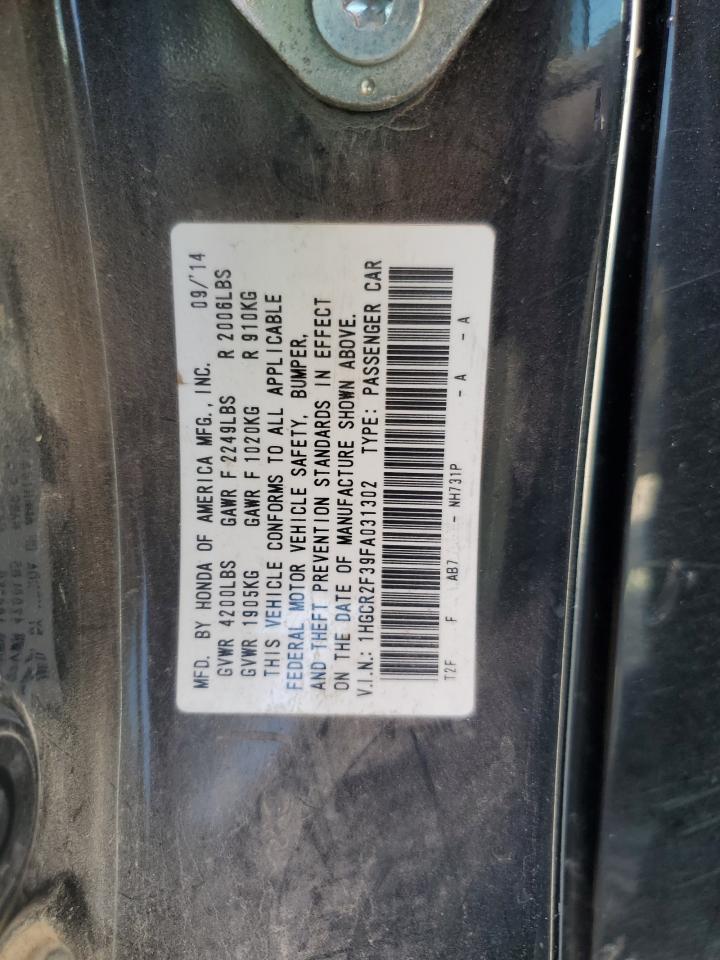 MFD. BY HONDA OF AMERICA MFG., INC. 09/'14
GVWR 4200LBS GAWR F 2249LBS R 2006LBS
GVWR 1905KG GAWR F 1020KG R 910KG
THIS VEHICLE CONFORMS TO ALL APPLICABLE
FEDERAL MOTOR VEHICLE SAFETY, BUMPER,
AND THEFT PREVENTION STANDARDS IN EFFECT
ON THE DATE OF MANUFACTURE SHOWN ABOVE.
V.I.N.: 1HGCR2F39FA031302 TYPE: PASSENGER CAR
T2F F AB7 - NH731P - A - A